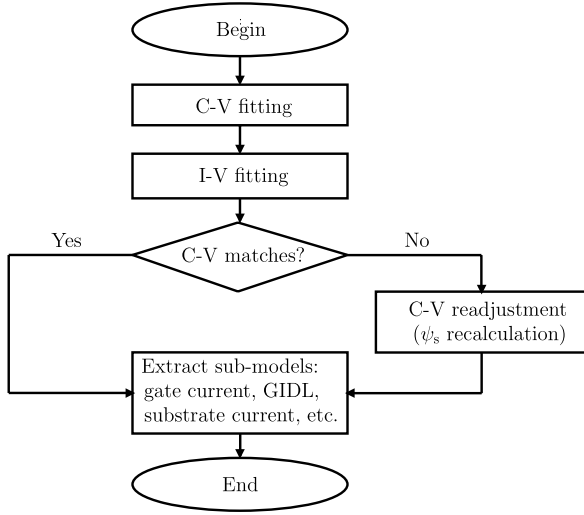 Begin
C-V fitting
I-V fitting
Yes
C-V matches?
No
C-V readjustment
(ψs recalculation)
Extract sub-models:
gate current, GIDL,
substrate current, etc.
End